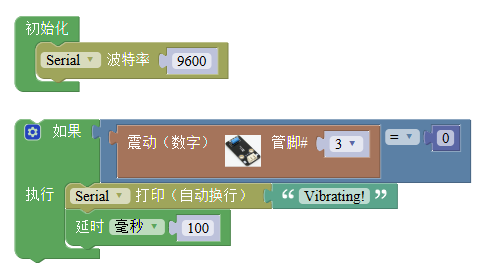 初始化
Serial 波特率 9600
如果 震动（数字） 管脚# 3 = 0
执行 Serial 打印（自动换行） “ Vibrating! ”
延时 毫秒 100